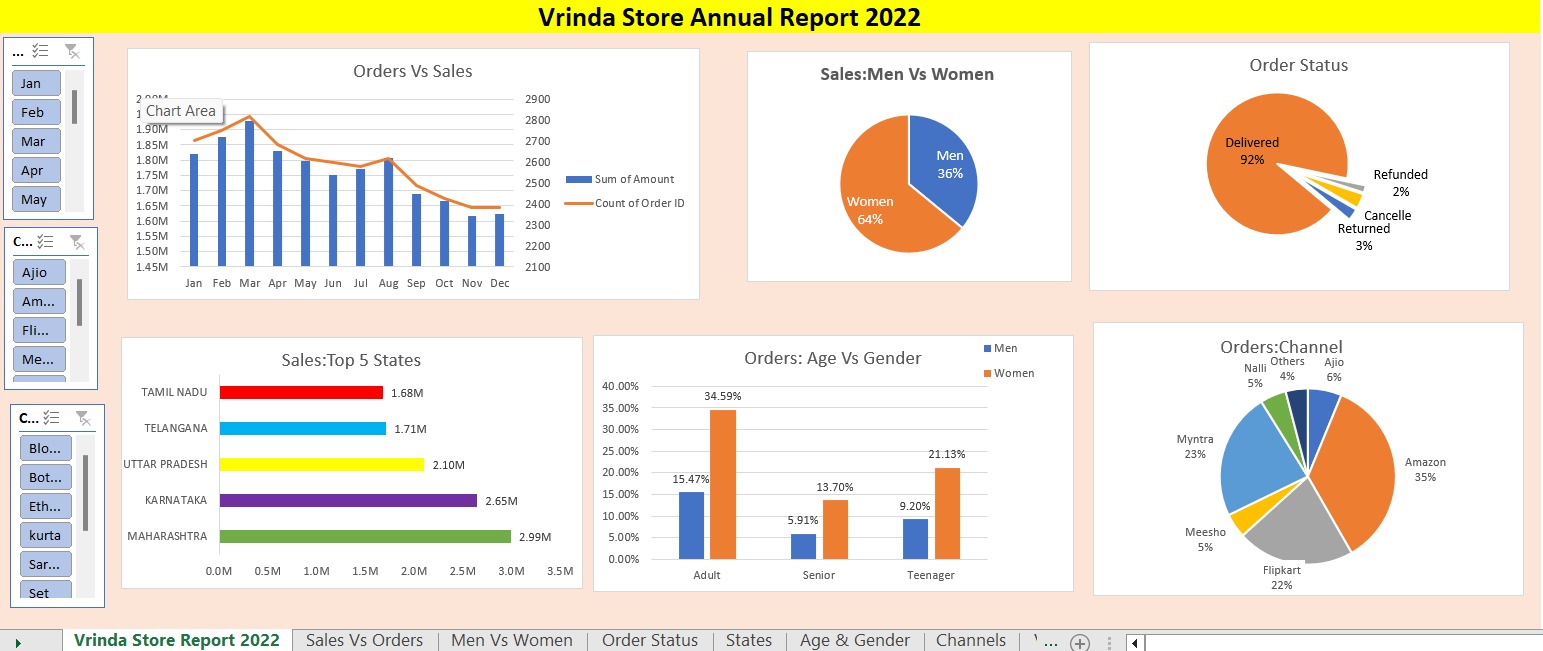 Vrinda Store Annual Report 2022
...
Jan
Feb
Mar
Apr
May
C...
Ajio
Am...
Fli...
Me...
C...
Blo...
Bot...
Eth...
kurta
Sar...
Set
Orders Vs Sales
Chart Area
1.90M
1.85M
1.80M
1.75M
1.70M
1.65M
1.60M
1.55M
1.50M
1.45M
2900
2800
2700
2600
2500
2400
2300
2200
2100
Jan Feb Mar Apr May Jun Jul Aug Sep Oct Nov Dec
Sum of Amount
Count of Order ID
Sales:Men Vs Women
Men
36%
Women
64%
Order Status
Delivered
92%
Refunded
2%
Cancelle
Returned
3%
Sales:Top 5 States
TAMIL NADU 1.68M
TELANGANA 1.71M
UTTAR PRADESH 2.10M
KARNATAKA 2.65M
MAHARASHTRA 2.99M
0.0M 0.5M 1.0M 1.5M 2.0M 2.5M 3.0M 3.5M
Orders: Age Vs Gender
Men
Women
40.00%
35.00%
30.00%
25.00%
20.00%
15.00%
10.00%
5.00%
0.00%
15.47%
34.59%
5.91%
13.70%
9.20%
21.13%
Adult Senior Teenager
Orders:Channel
Nalli
5%
Others
4%
Ajio
6%
Myntra
23%
Amazon
35%
Meesho
5%
Flipkart
22%
Vrinda Store Report 2022 Sales Vs Orders Men Vs Women Order Status States Age & Gender Channels ...